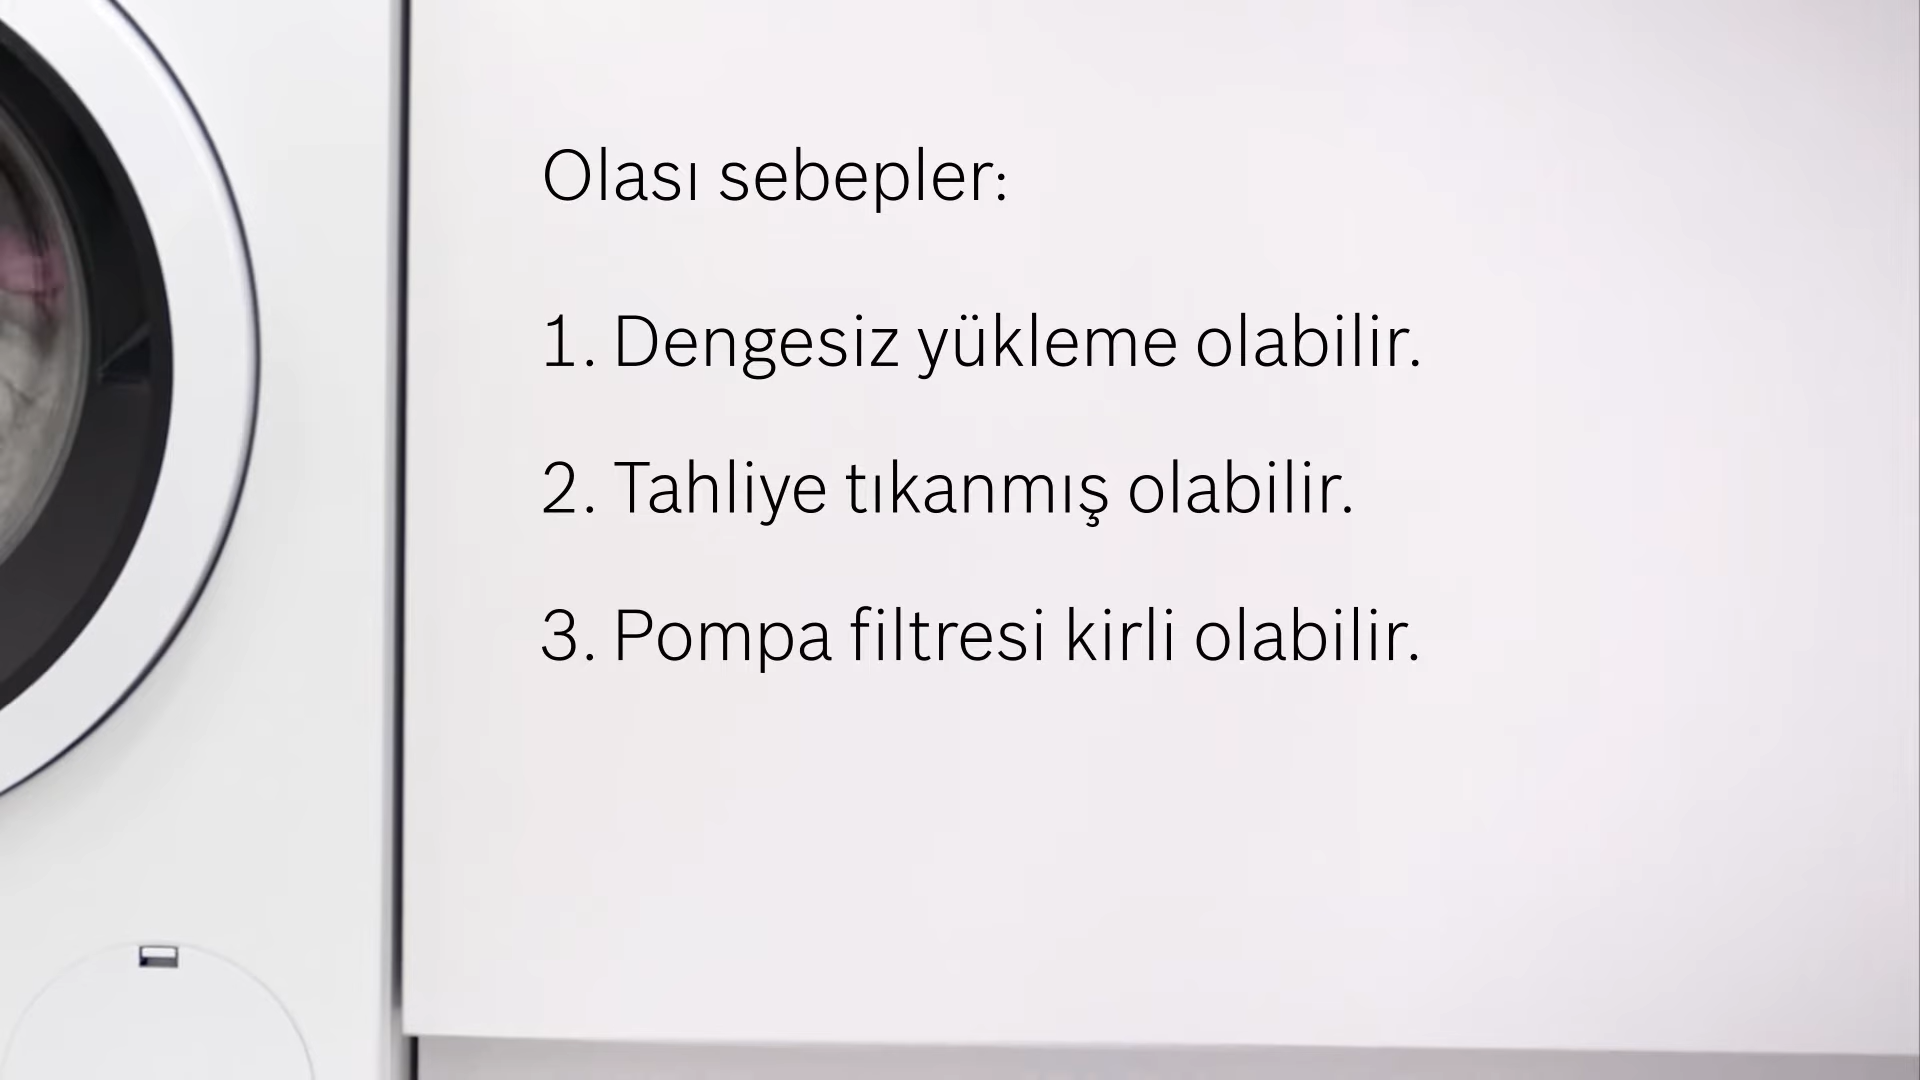 Olası sebepler:
1. Dengesiz yükleme olabilir.
2. Tahliye tıkanmış olabilir.
3. Pompa filtresi kirli olabilir.